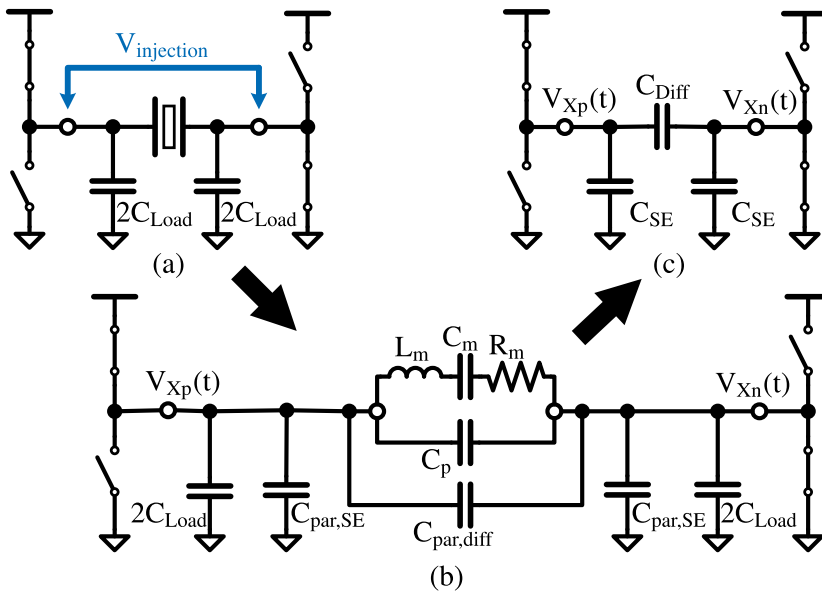 V_injection
2C_Load 2C_Load
(a)
C_Diff
V_Xp(t) V_Xn(t)
C_SE C_SE
(c)
L_m C_m R_m
V_Xp(t) V_Xn(t)
C_p
2C_Load C_par,SE C_par,diff C_par,SE 2C_Load
(b)